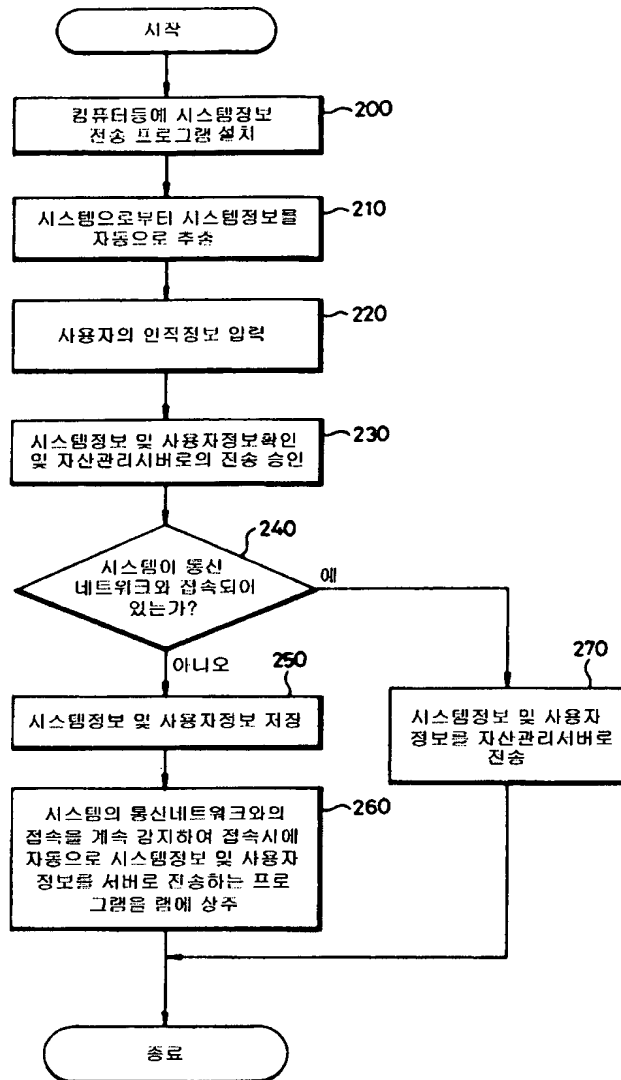 시작
컴퓨터등에 시스템정보
전송 프로그램 설치
200
시스템으로부터 시스템정보를
자동으로 추출
210
사용자의 인적정보 입력
220
시스템정보 및 사용자정보확인
및 자산관리서버로의 전송 승인
230
240
시스템이 통신
네트워크와 접속되어
있는가?
예
아니오
250
시스템정보 및 사용자정보 저장
270
시스템정보 및 사용자
정보를 자산관리서버로
전송
시스템의 통신네트워크와의
접속을 계속 감지하여 접속시에
자동으로 시스템정보 및 사용자
정보를 서버로 전송하는 프로
그램을 램에 상주
260
종료